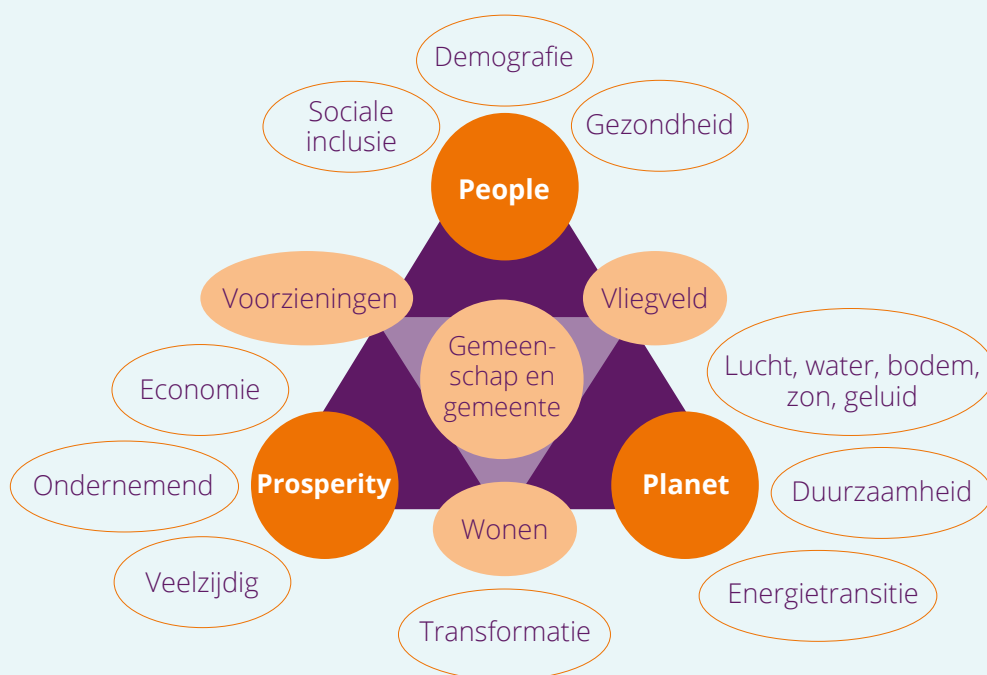 Demografie
Sociale
inclusie
Gezondheid
People
Voorzieningen
Vliegveld
Gemeen-
schap en
gemeente
Lucht, water, bodem,
zon, geluid
Economie
Ondernemend
Prosperity
Planet
Duurzaamheid
Wonen
Veelzijdig
Energietransitie
Transformatie